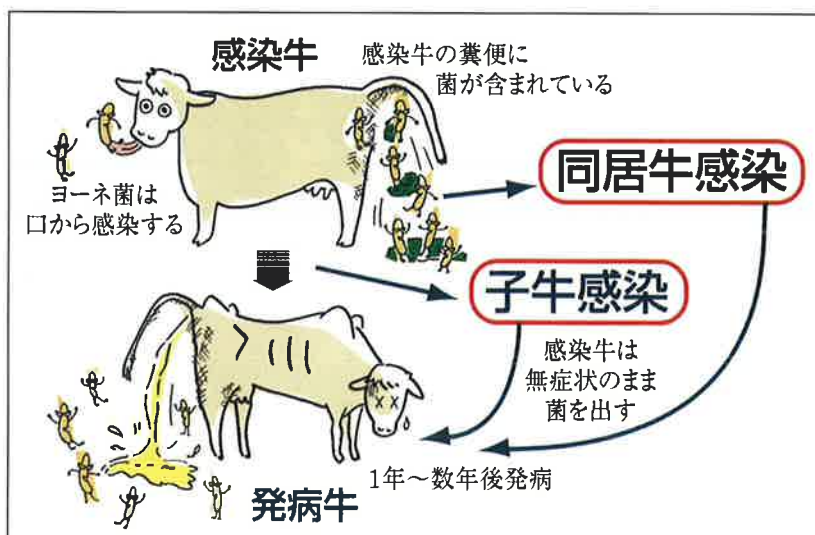 感染牛
感染牛の糞便に
菌が含まれている
ヨーネ菌は
口から感染する
同居牛感染
子牛感染
感染牛は
無症状のまま
菌を出す
1年～数年後発病
発病牛